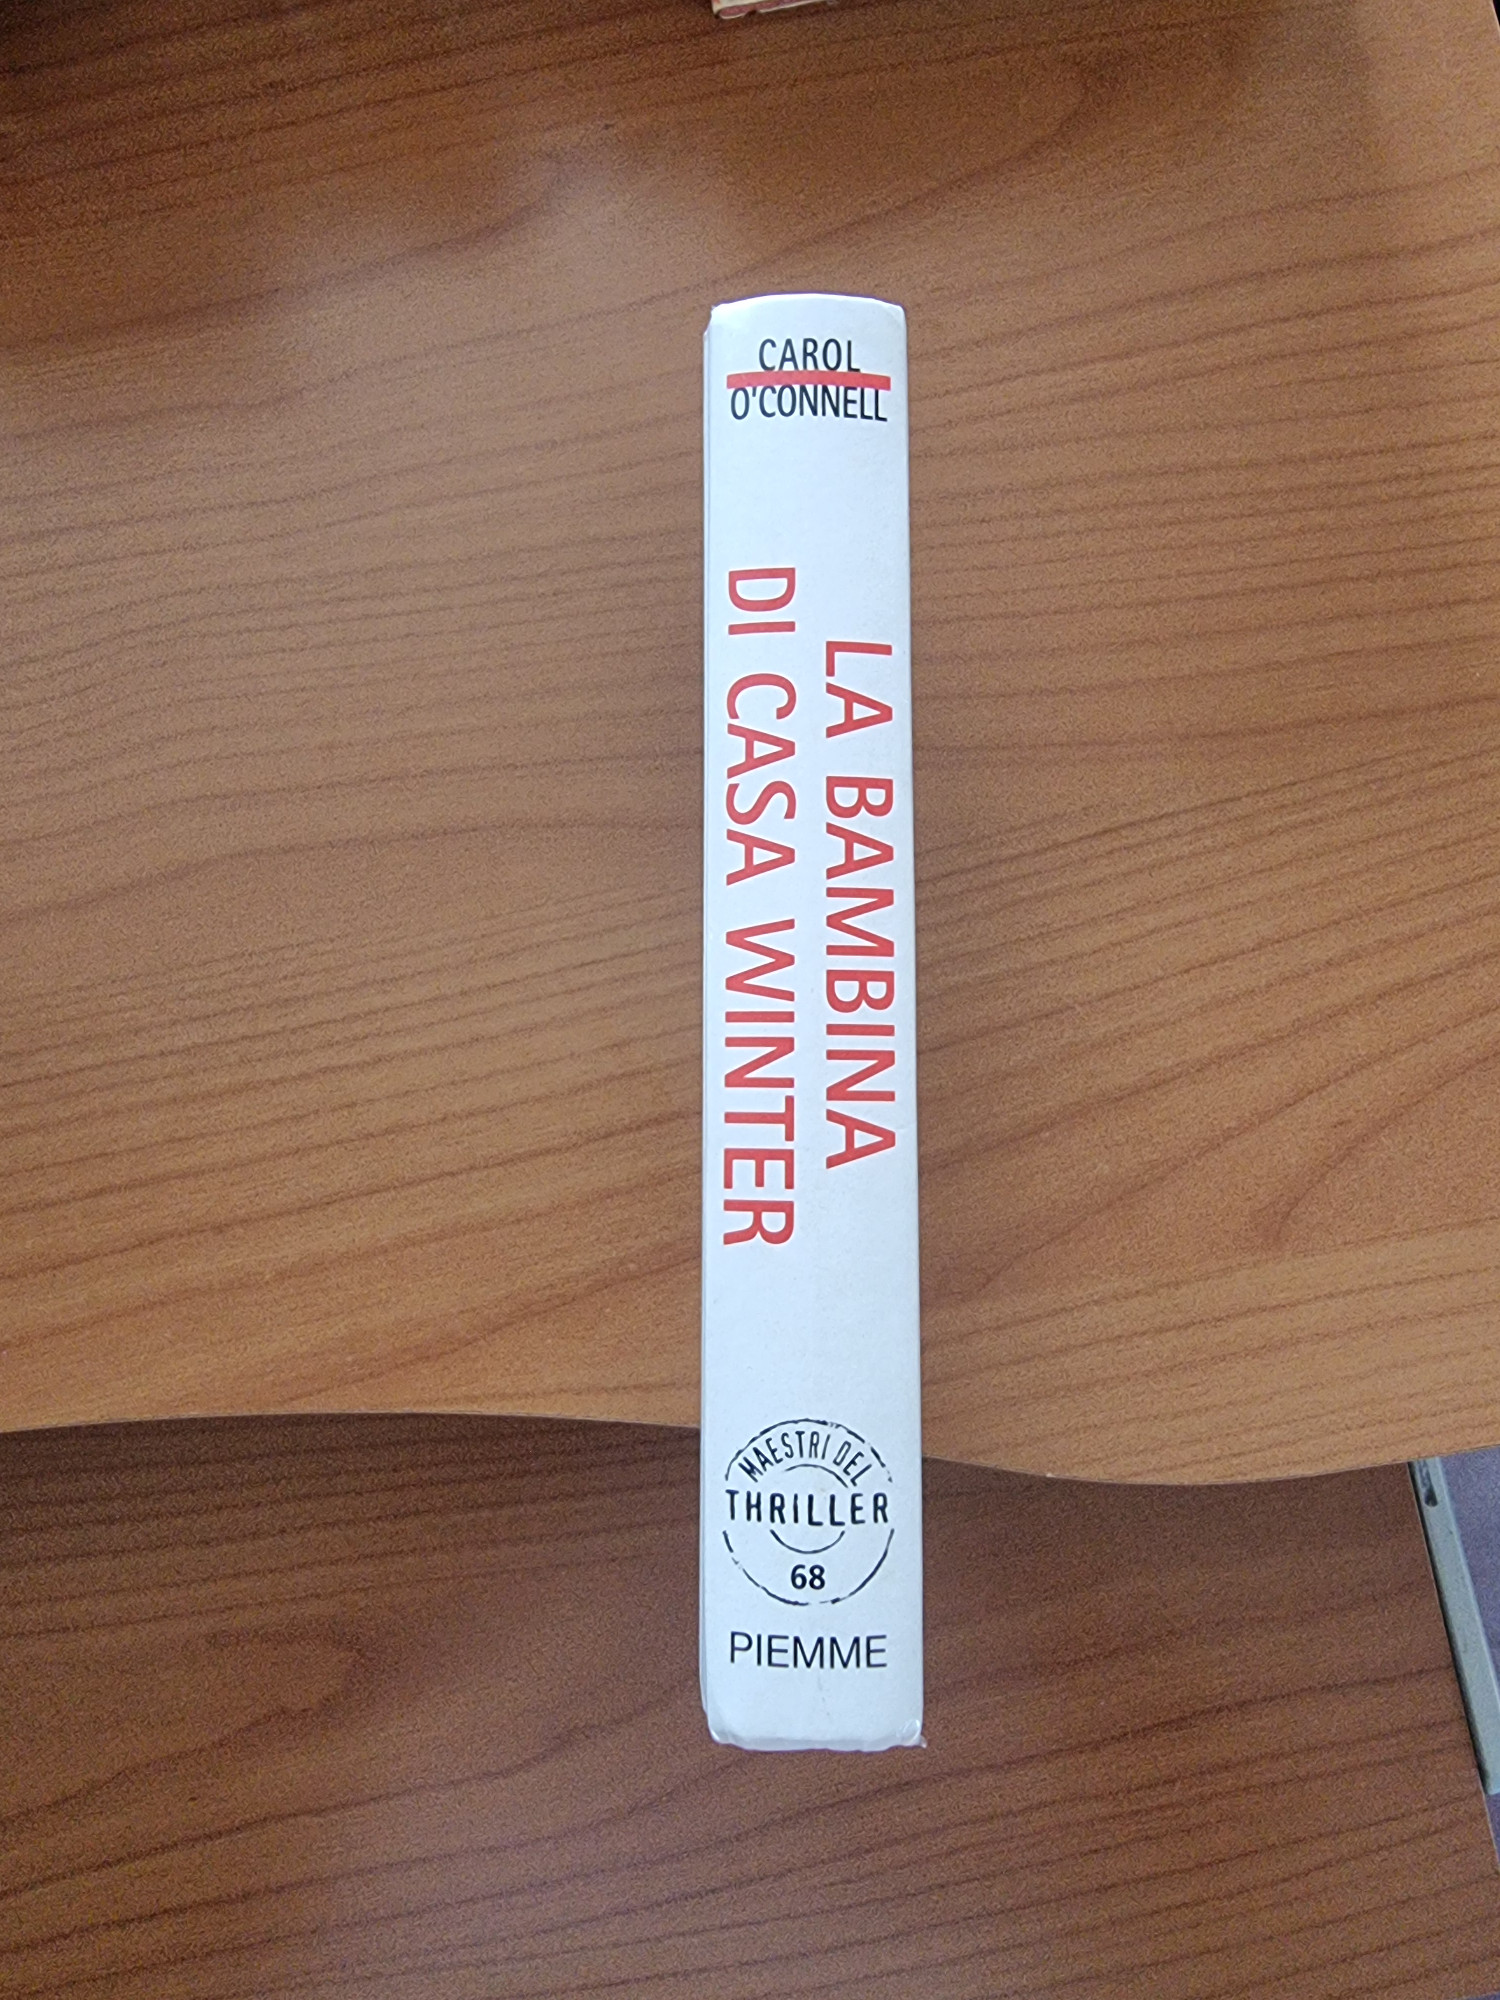 CAROL
O'CONNELL
LA BAMBINA
DI CASA WINTER
MAESTRI DEL
THRILLER
68
PIEMME